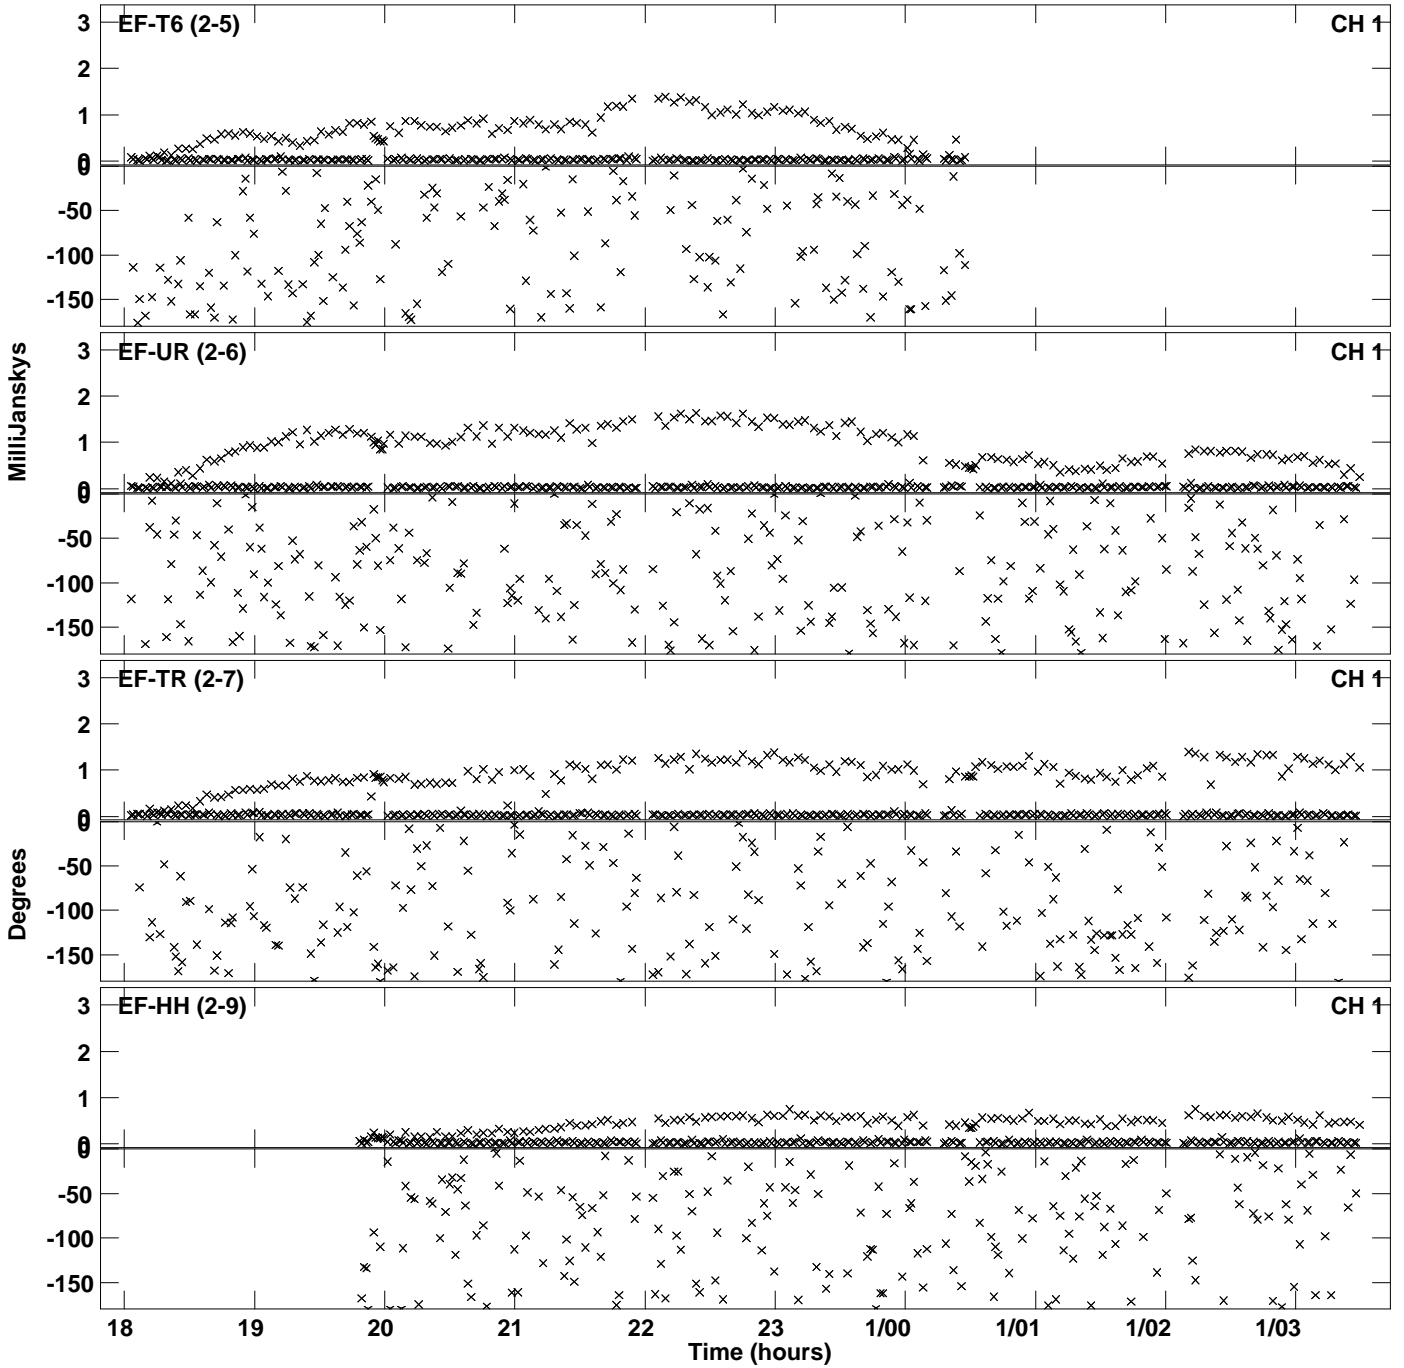 3
EF-T6 (2-5)
CH 1
2
1
0
0
-50
-100
-150
3
EF-UR (2-6)
CH 1
2
1
0
0
-50
-100
-150
MilliJanskys
3
EF-TR (2-7)
CH 1
2
1
0
0
-50
-100
-150
Degrees
3
EF-HH (2-9)
CH 1
2
1
0
0
-50
-100
-150
18 19 20 21 22 23 1/00 1/01 1/02 1/03
Time (hours)